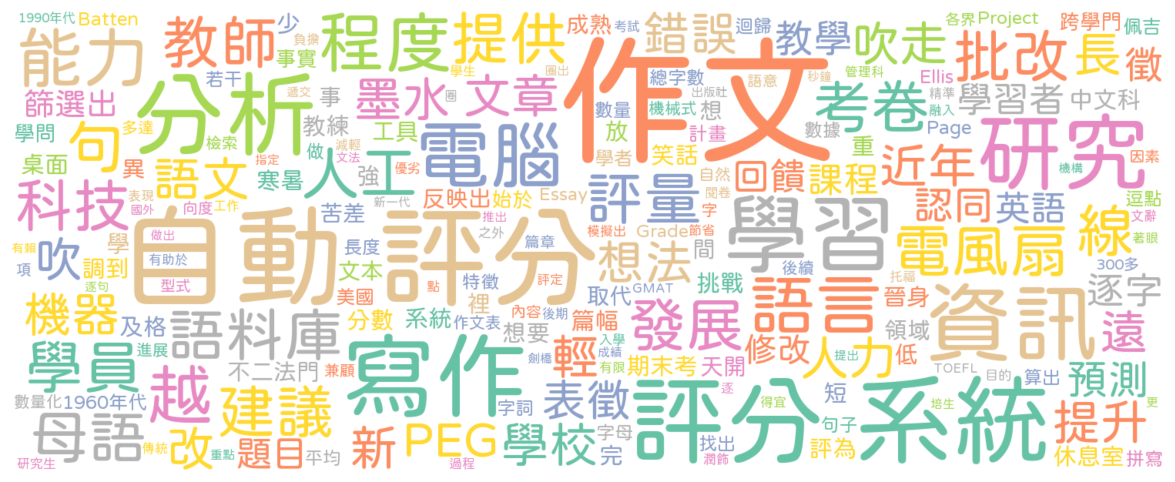 1990年代
Batten
少
負擔
成熟
考試
錯誤
迴歸
教學
各界
Project
跨學門
佩吉
能力
教師
事實
程度
提供
作文
吹走
批改
長
徵
若干
遞交
圈
學生
圈出
總字數
語意
秒鐘
管理科
Ellis
篩選出
分析
事
墨水
文章
數量
機械式
出版社
想
考卷
精準
學習者
中文科
學問
多達
檢索
教練
工具
電腦
放
計畫
數據
融入
Page
研究
句
減輕
做
文法
學者
笑話
重
桌面
異
語文
指定
優劣
寒暑
人工
強
自然
閱卷
回饋
課程
近年
機構
因素
科技
表現
國外
向度
工作
新一代
反映出
始於
Essay
評量
字
認同
英語
逗點
文辭
苦差
推出
模擬出
Grade
節省
學習
電風扇
線
著眼
有賴
做出
學
自動評分
之外
篇章
吹
項
調到
有助於
長度
間
想法
後續
300多
逐句
型式
文本
點
特徵
評定
GMAT
裡
挑戰
托福
美國
取代
晉身
逐字
機器
及格
語料庫
分數
系統
作文表
內容
後期
篇幅
發展
語言
領域
資訊
遠
進展
想要
入學
學員
不二法門
兼顧
寫作
劍橋
輕
成績
有限
期末考
天開
修改
人力
提出
低
TOEFL
目的
算出
預測
數量化
1960年代
越
建議
字詞
表徵
逐
得宜
短
培生
更
母語
傳統
改
重點
題目
平均
新
PEG
學校
字母
完
評分系統
找出
潤飾
句子
評為
提升
研究生
過程
休息室
拼寫